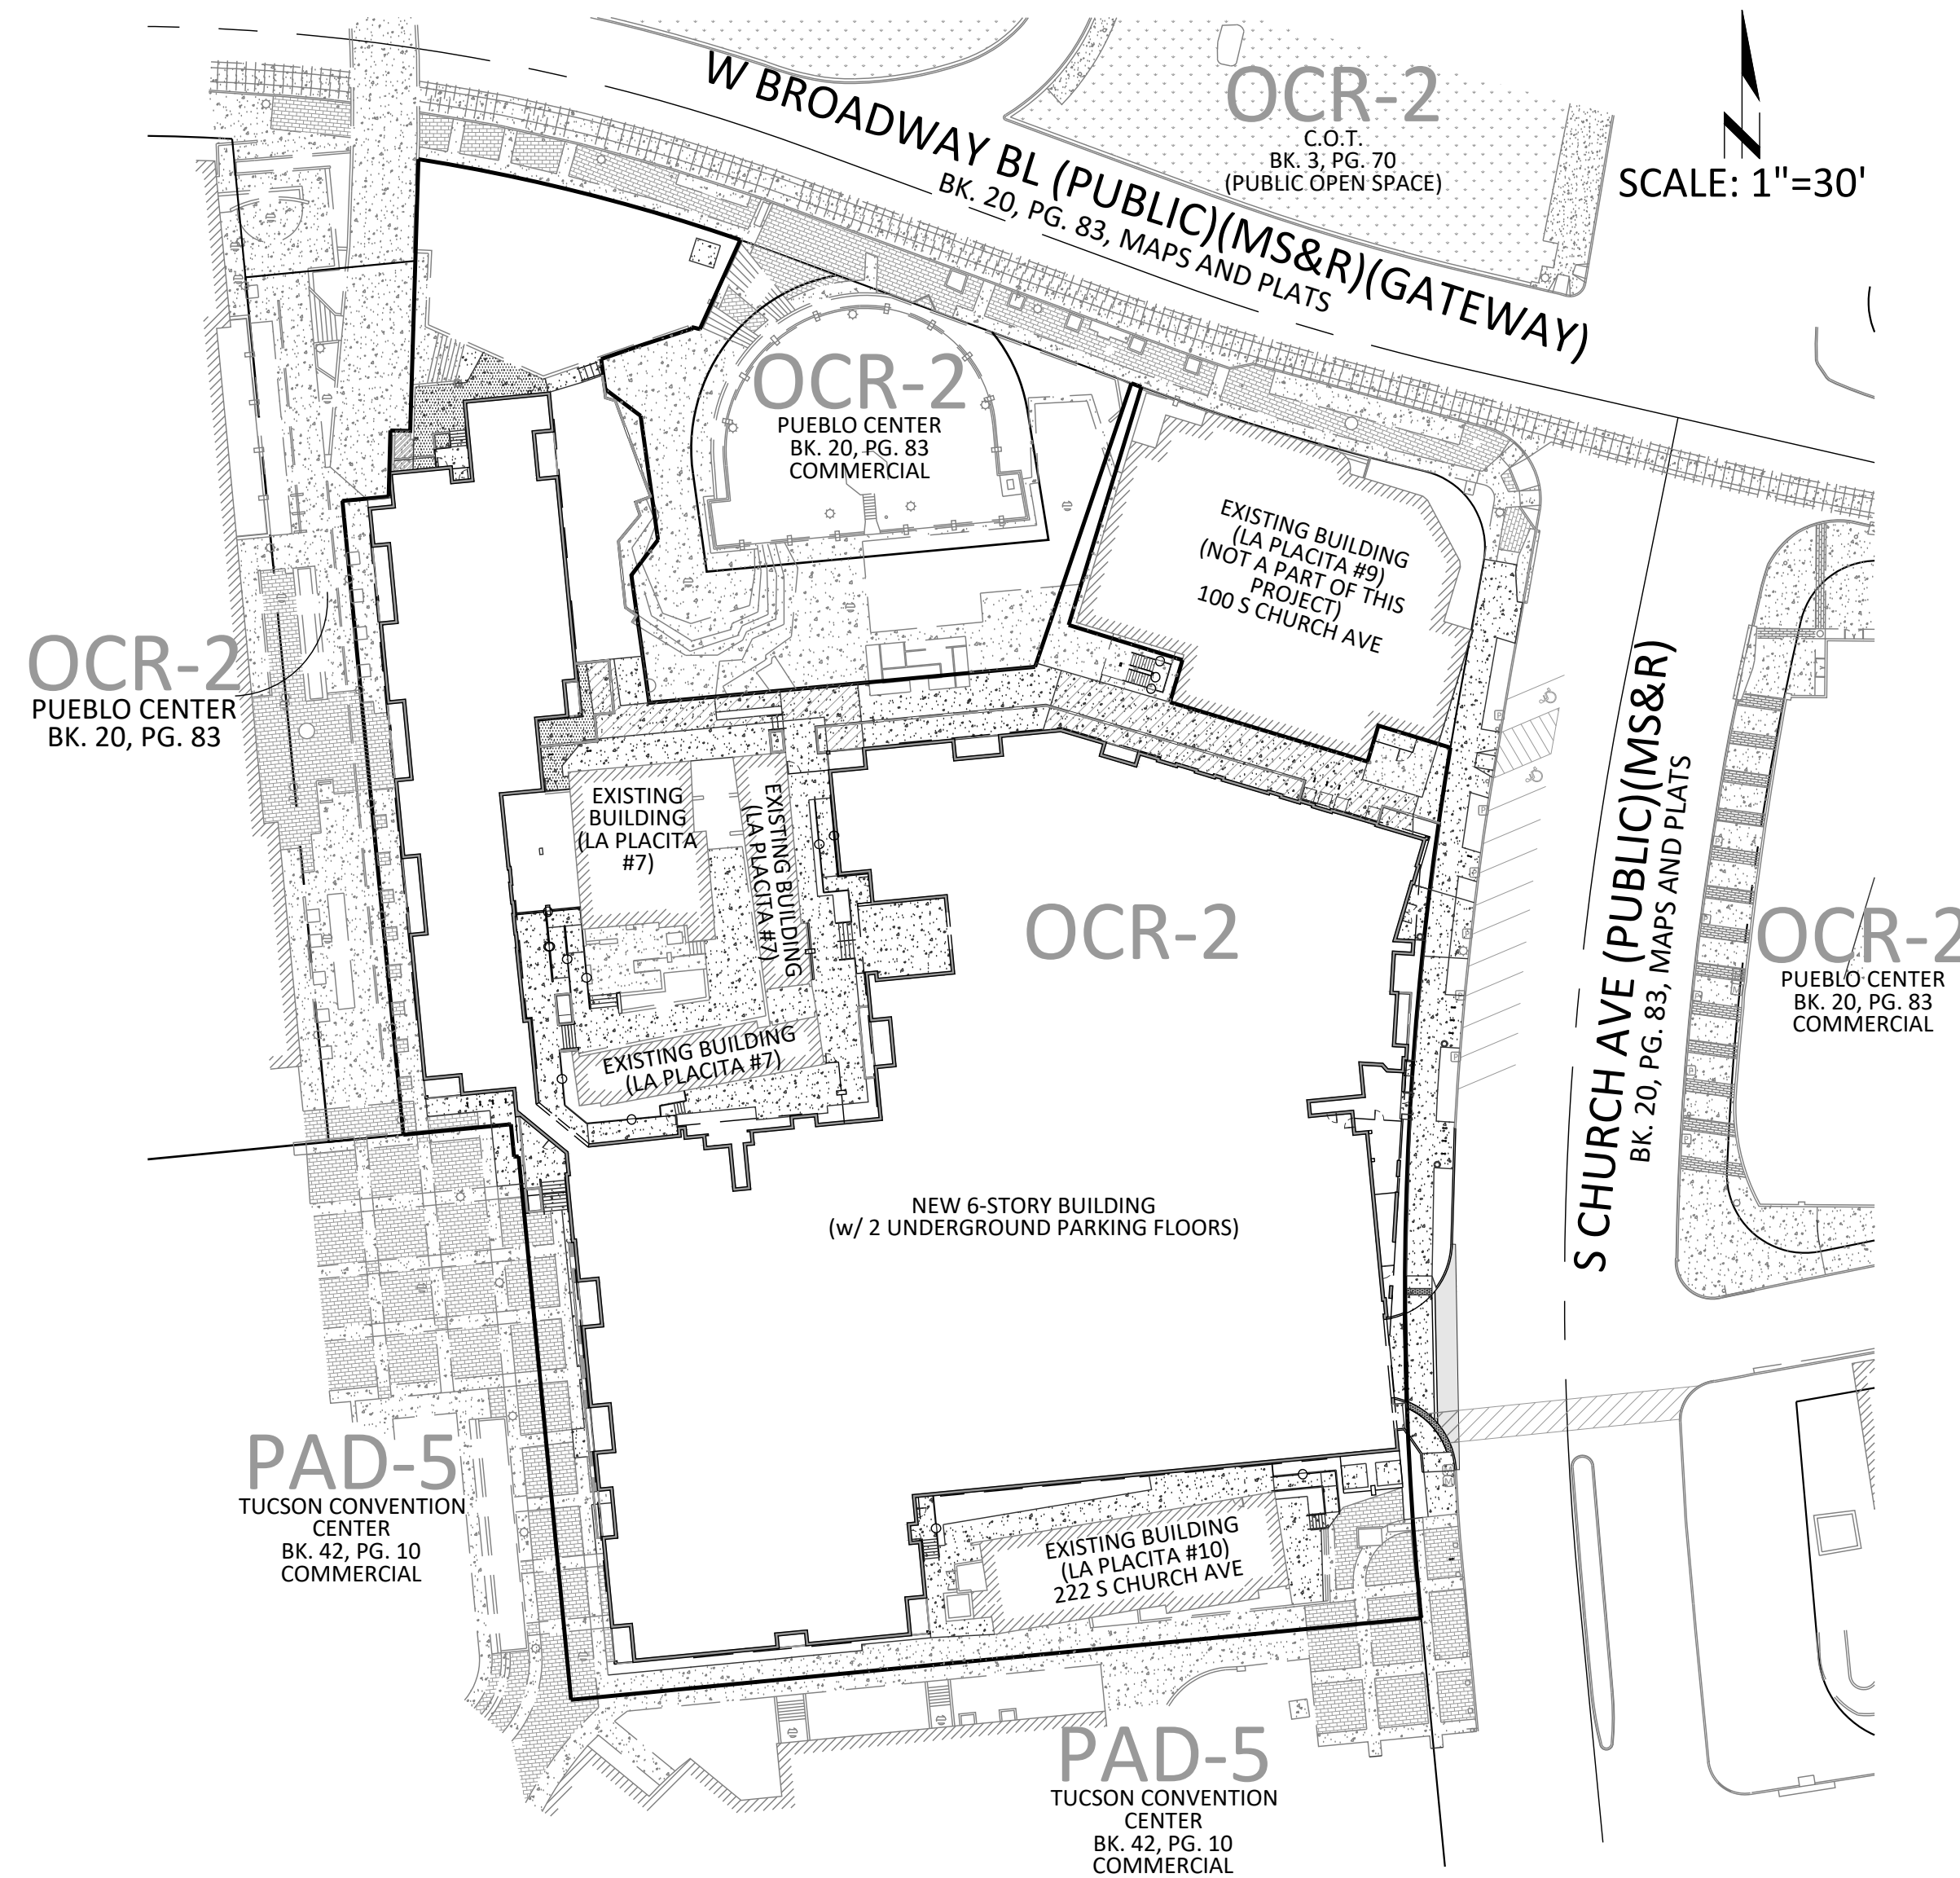 W BROADWAY BL (PUBLIC)(MS&R)(GATEWAY)
BK. 20, PG. 83, MAPS AND PLATS
OCR-2
C.O.T.
BK. 3, PG. 70
(PUBLIC OPEN SPACE)
N
SCALE: 1"=30'
OCR-2
PUEBLO CENTER
BK. 20, PG. 83
COMMERCIAL
EXISTING BUILDING
(LA PLACITA #9)
(NOT A PART OF THIS
PROJECT)
100 S CHURCH AVE
OCR-2
PUEBLO CENTER
BK. 20, PG. 83
EXISTING
BUILDING
(LA PLACITA
#7)
EXISTING BUILDING
(LA PLACITA #7)
EXISTING BUILDING
(LA PLACITA #7)
OCR-2
S CHURCH AVE (PUBLIC)(MS&R)
BK. 20, PG. 83, MAPS AND PLATS
OCR-2
PUEBLO CENTER
BK. 20, PG. 83
COMMERCIAL
NEW 6-STORY BUILDING
(w/ 2 UNDERGROUND PARKING FLOORS)
PAD-5
TUCSON CONVENTION
CENTER
BK. 42, PG. 10
COMMERCIAL
EXISTING BUILDING
(LA PLACITA #10)
222 S CHURCH AVE
PAD-5
TUCSON CONVENTION
CENTER
BK. 42, PG. 10
COMMERCIAL